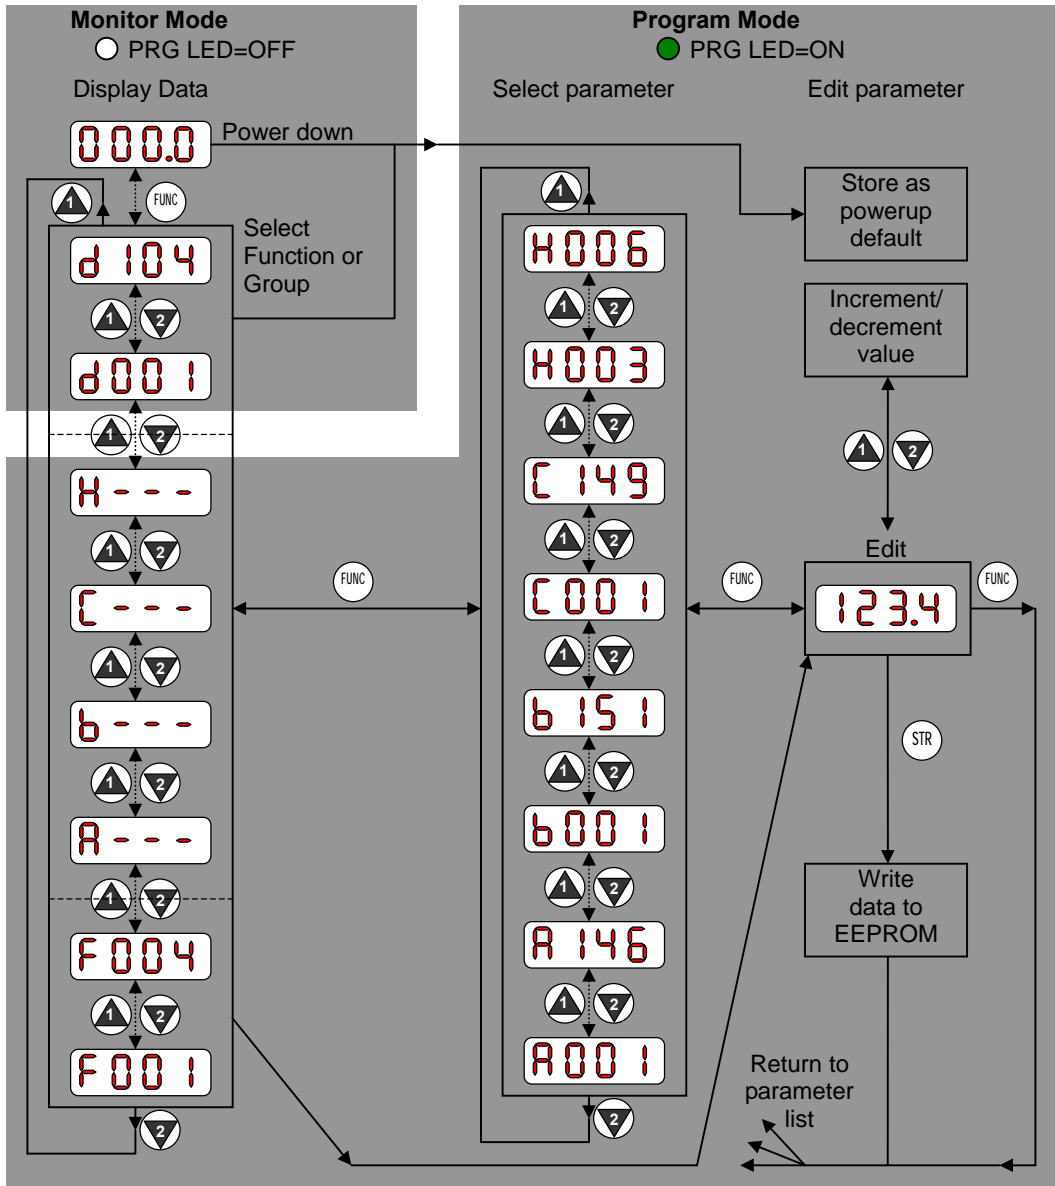 Monitor Mode
PRG LED=OFF
Display Data
000.0
Power down
1
FUNC
Select
Function or
Group
d 104
1 2
d001
1 2
H---
1 2
C---
1 2
b---
1 2
A---
1 2
F004
1 2
F001
2
FUNC
Program Mode
PRG LED=ON
Select parameter
1
H006
1 2
H003
1 2
C149
1 2
C001
1 2
b151
1 2
b001
1 2
A146
1 2
A001
2
FUNC
Edit parameter
Store as
powerup
default
Increment/
decrement
value
1 2
Edit
123.4
FUNC
STR
Write
data to
EEPROM
Return to
parameter
list